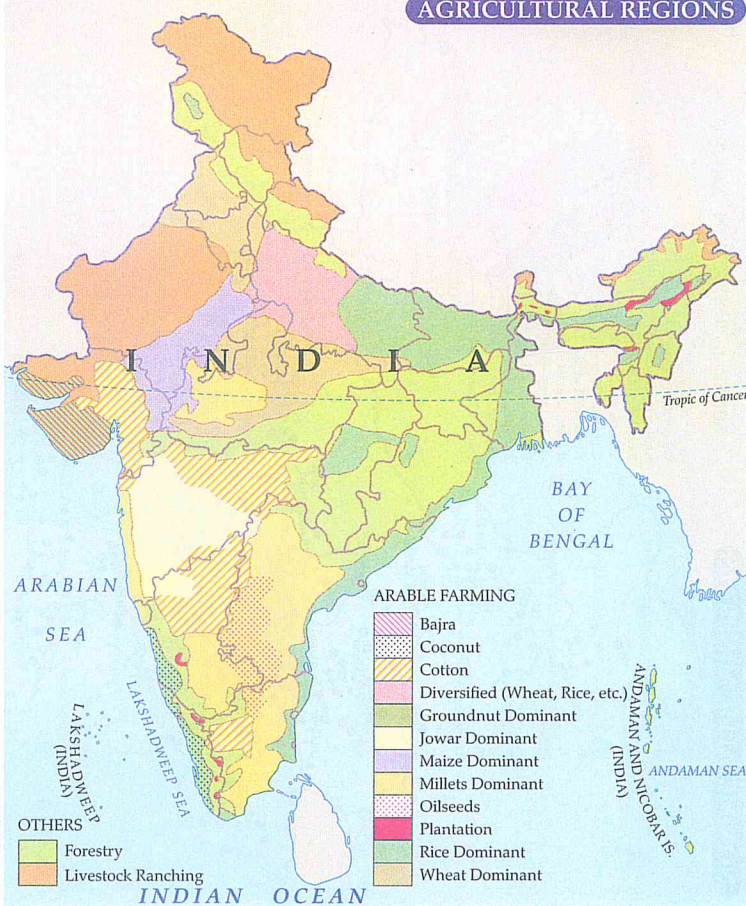 AGRICULTURAL REGIONS
I N D I A
Tropic of Cancer
BAY
OF
BENGAL
ARABIAN
SEA
LAKSHADWEEP SEA
LAKSHADWEEP
(INDIA)
ANDAMAN AND NICOBAR IS.
(INDIA)
ANDAMAN SEA
ARABLE FARMING
Bajra
Coconut
Cotton
Diversified (Wheat, Rice, etc.)
Groundnut Dominant
Jowar Dominant
Maize Dominant
Millets Dominant
Oilseeds
Plantation
Rice Dominant
Wheat Dominant
OTHERS
Forestry
Livestock Ranching
INDIAN OCEAN